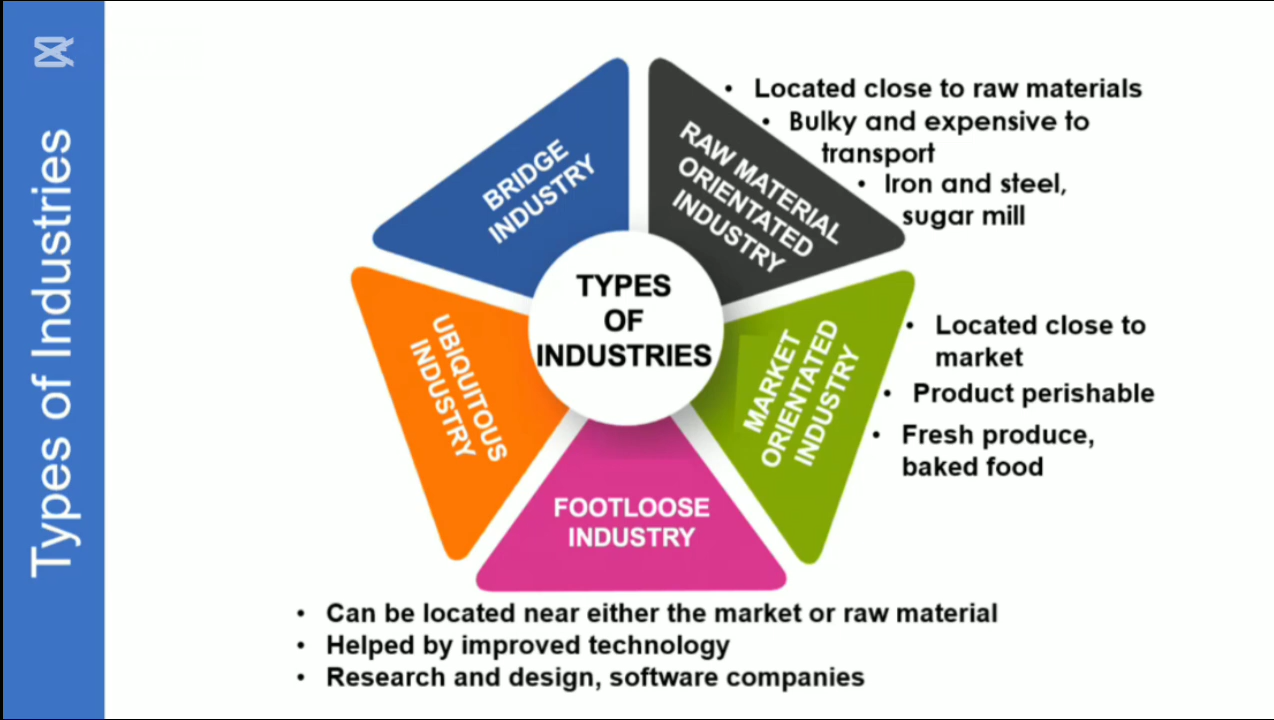 Types of Industries
BRIDGE
INDUSTRY
RAW MATERIAL
ORIENTATED
INDUSTRY
• Located close to raw materials
• Bulky and expensive to
transport
• Iron and steel,
sugar mill
TYPES
OF
INDUSTRIES
UBIQUITOUS
INDUSTRY
MARKET
ORIENTATED
INDUSTRY
• Located close to
market
• Product perishable
• Fresh produce,
baked food
FOOTLOOSE
INDUSTRY
• Can be located near either the market or raw material
• Helped by improved technology
• Research and design, software companies